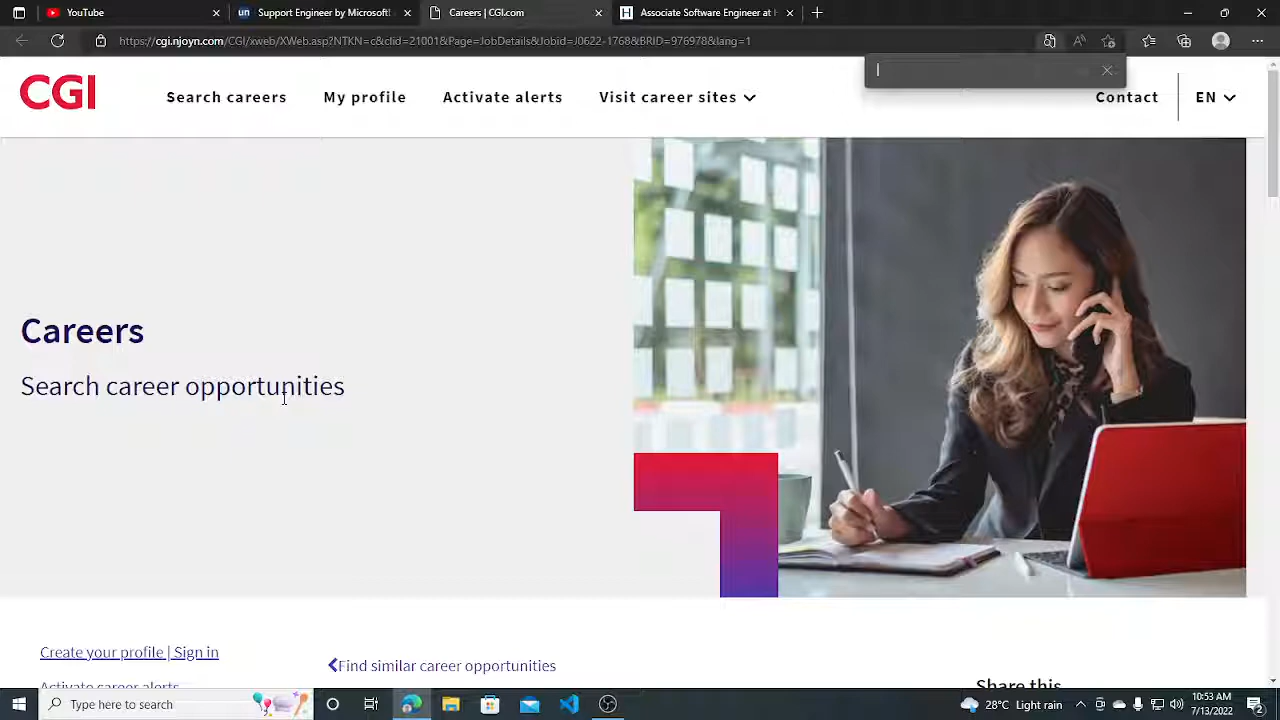 YouTube
Support Engineer by Microsoft
Careers | CGI.com
Associate Software Engineer at H
https://cgi.njoyn.com/CGI/xweb/XWeb.asp?NTKN=c&clid=21001&Page=JobDetails&Jobid=J0622-1768&BRID=976978&lang=1
CGI
Search careers
My profile
Activate alerts
Visit career sites
Contact
EN
Careers
Search career opportunities
Create your profile | Sign in
Find similar career opportunities
Activate career alerts
Share this
Type here to search
28°C Light rain
10:53 AM
7/13/2022